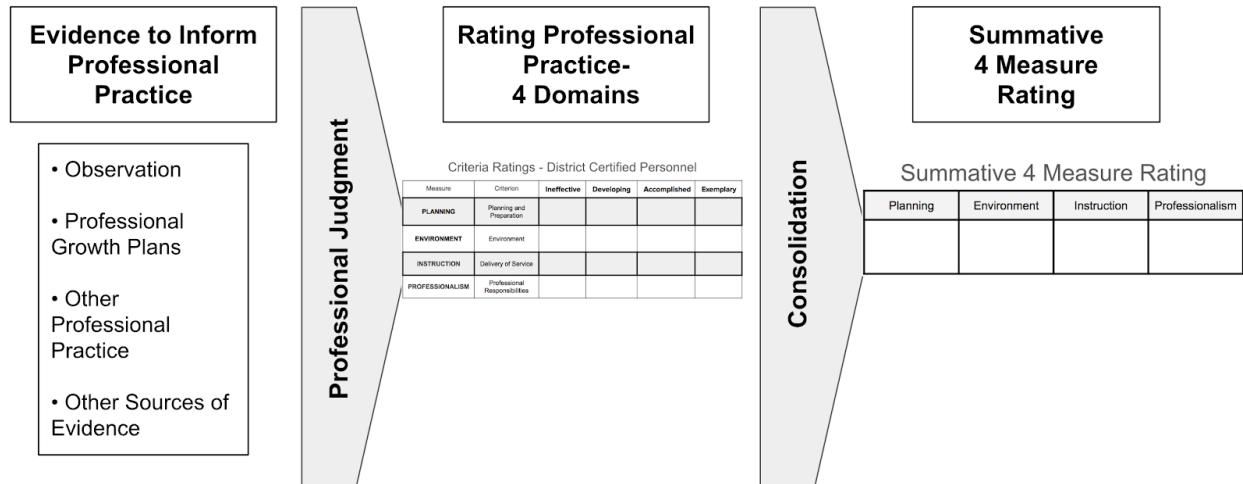 Evidence to Inform
Professional
Practice
• Observation
• Professional
Growth Plans
• Other
Professional
Practice
• Other Sources of
Evidence
Professional Judgment
Rating Professional
Practice-
4 Domains
Criteria Ratings - District Certified Personnel
Measure Criterion Ineffective Developing Accomplished Exemplary
PLANNING Planning and
Preparation
ENVIRONMENT Environment
INSTRUCTION Delivery of Service
PROFESSIONALISM Professional
Responsibilities
Consolidation
Summative
4 Measure
Rating
Summative 4 Measure Rating
Planning Environment Instruction Professionalism